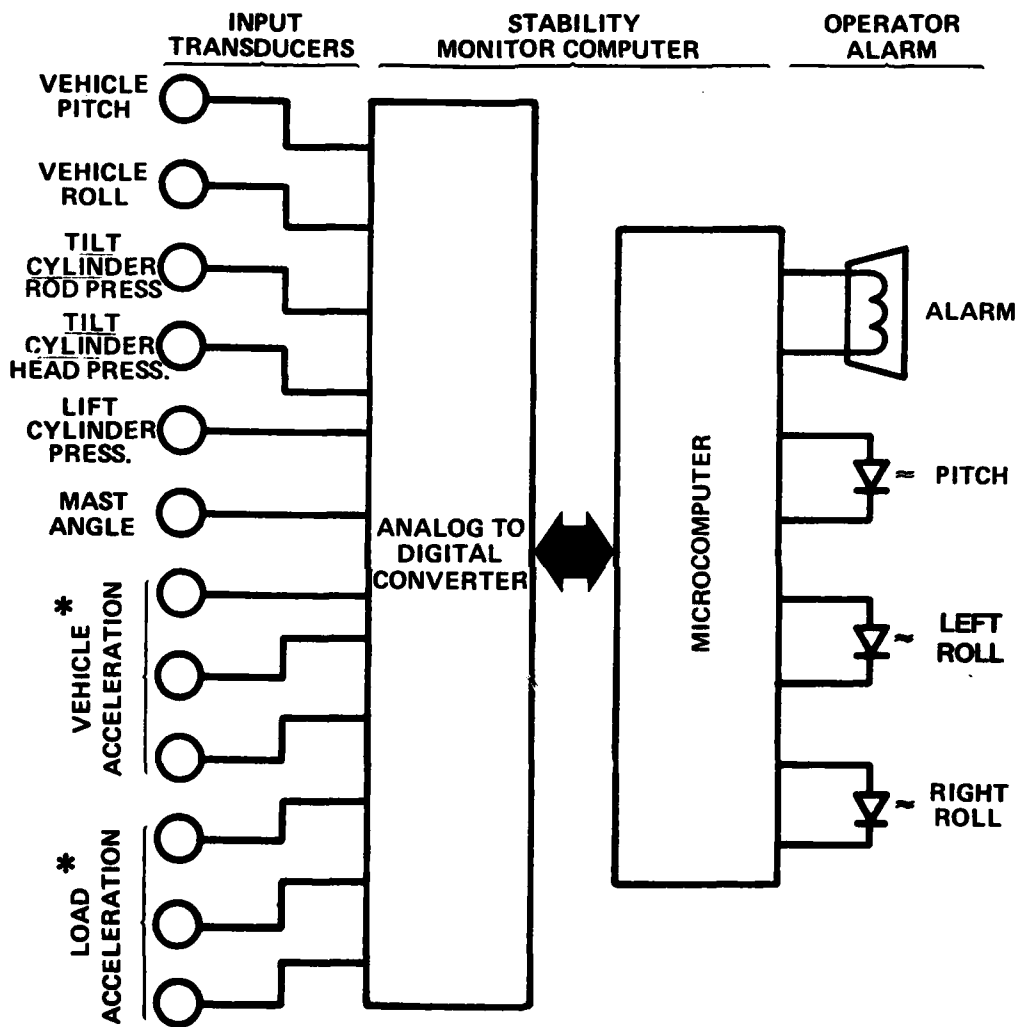 INPUT
TRANSDUCERS
STABILITY
MONITOR COMPUTER
OPERATOR
ALARM
VEHICLE
PITCH
VEHICLE
ROLL
TILT
CYLINDER
ROD PRESS
TILT
CYLINDER
HEAD PRESS.
LIFT
CYLINDER
PRESS.
MAST
ANGLE
VEHICLE *
ACCELERATION
LOAD *
ACCELERATION
ANALOG TO
DIGITAL
CONVERTER
MICROCOMPUTER
ALARM
≈ PITCH
≈ LEFT
ROLL
≈ RIGHT
ROLL